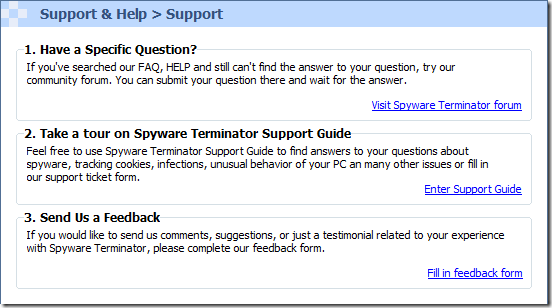 Support & Help > Support
1. Have a Specific Question?
If you've searched our FAQ, HELP and still can't find the answer to your question, try our
community forum. You can submit your question there and wait for the answer.
Visit Spyware Terminator forum
2. Take a tour on Spyware Terminator Support Guide
Feel free to use Spyware Terminator Support Guide to find answers to your questions about
spyware, tracking cookies, infections, unusual behavior of your PC an many other issues or fill in
our support ticket form.
Enter Support Guide
3. Send Us a Feedback
If you would like to send us comments, suggestions, or just a testimonial related to your experience
with Spyware Terminator, please complete our feedback form.
Fill in feedback form